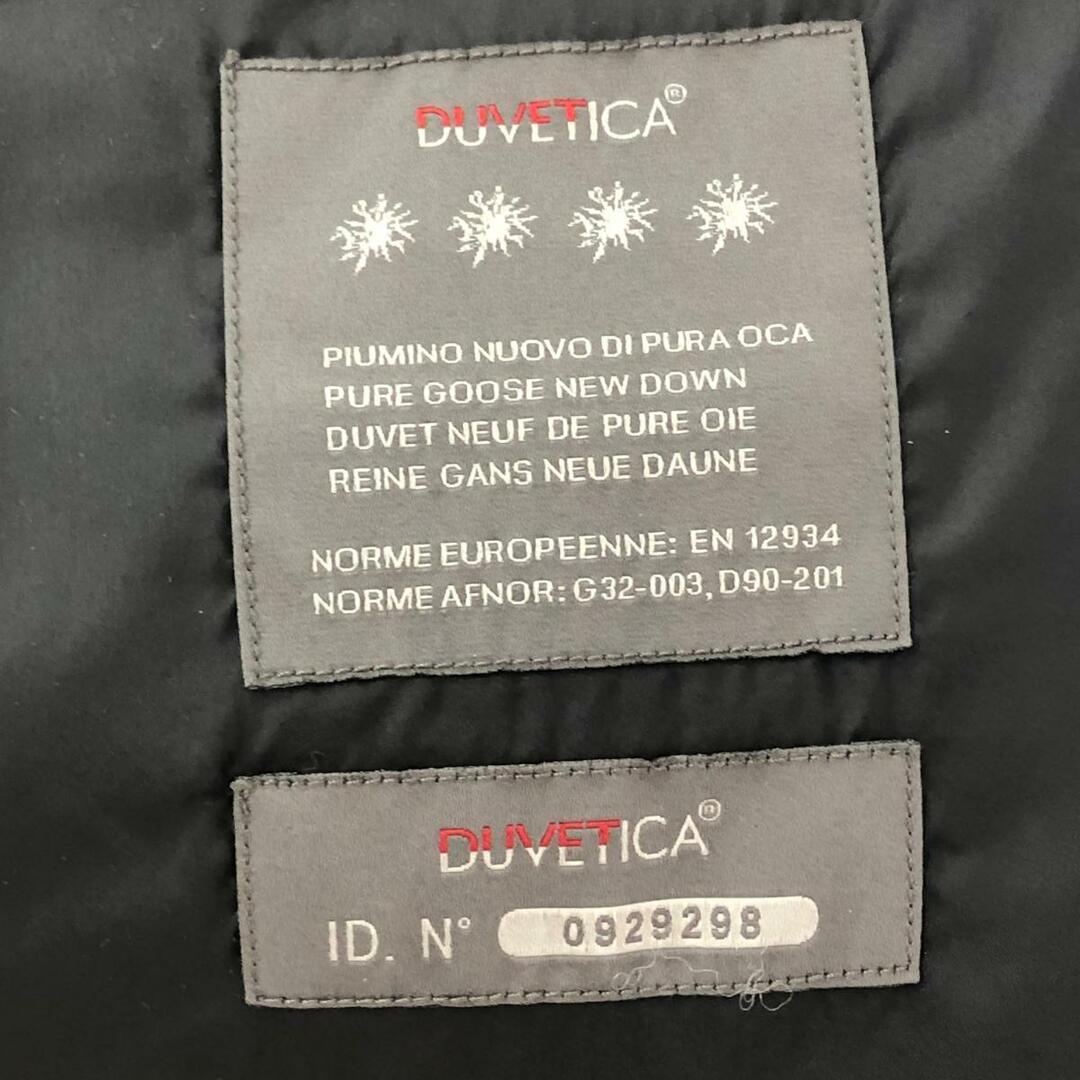 DUVETICA®
PIUMINO NUOVO DI PURA OCA
PURE GOOSE NEW DOWN
DUVET NEUF DE PURE OIE
REINE GANS NEUE DAUNE
NORME EUROPEENNE: EN 12934
NORME AFNOR: G32-003, D90-201
DUVETICA®
ID. N° 0929298